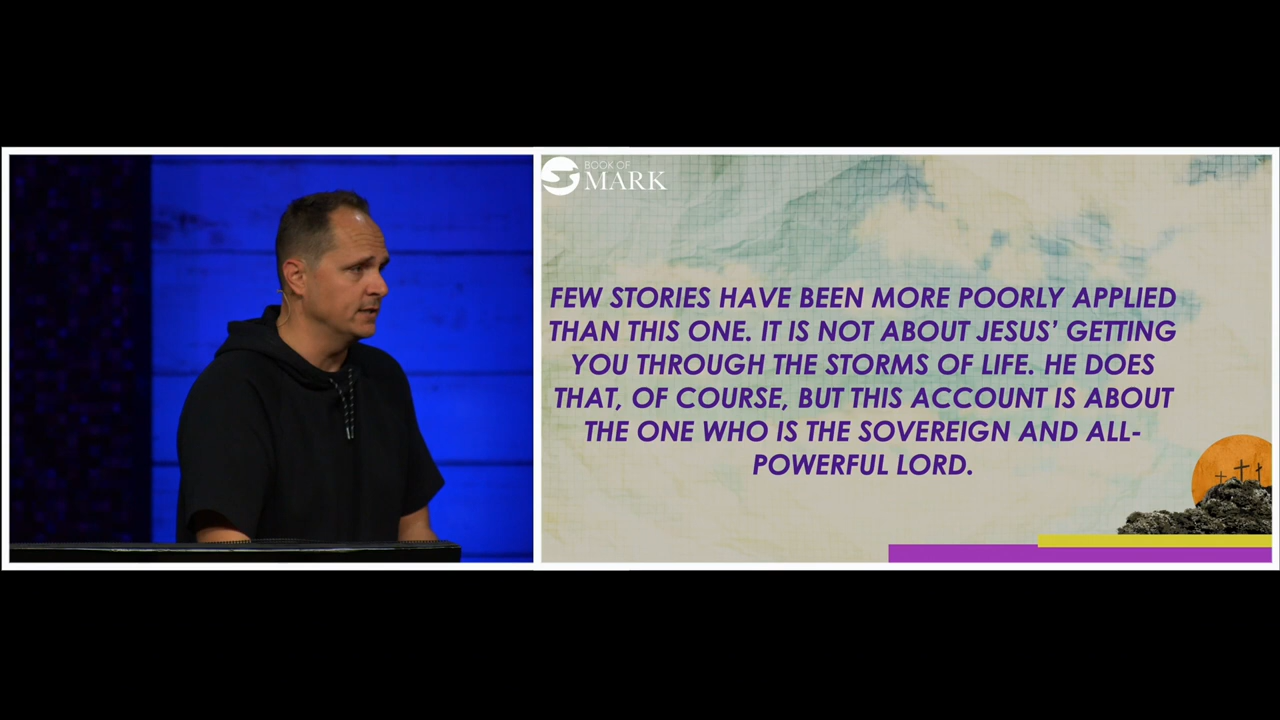 BOOK OF
MARK
FEW STORIES HAVE BEEN MORE POORLY APPLIED
THAN THIS ONE. IT IS NOT ABOUT JESUS’ GETTING
YOU THROUGH THE STORMS OF LIFE. HE DOES
THAT, OF COURSE, BUT THIS ACCOUNT IS ABOUT
THE ONE WHO IS THE SOVEREIGN AND ALL-
POWERFUL LORD.